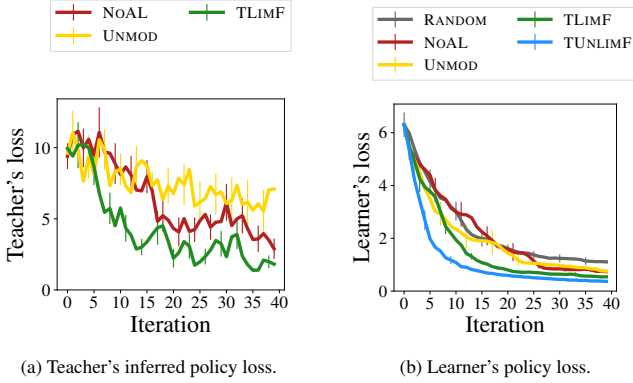 NOAL TLIMF
UNMOD
RANDOM TLIMF
NOAL TUNLIMF
UNMOD
Teacher's loss
10
5
0
0 5 10 15 20 25 30 35 40
Iteration
Learner's loss
6
4
2
0
0 5 10 15 20 25 30 35 40
Iteration
(a) Teacher's inferred policy loss.
(b) Learner's policy loss.